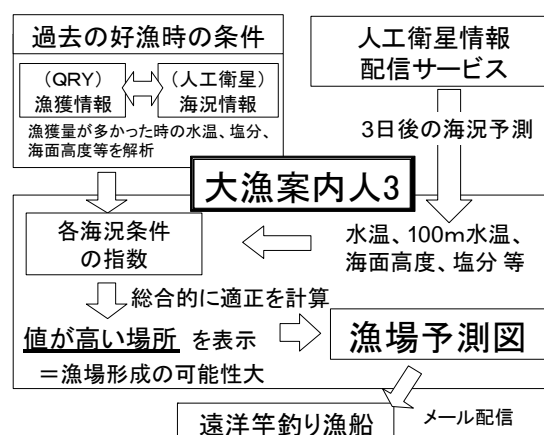 過去の好漁時の条件
（QRY）
漁獲情報
（人工衛星）
海況情報
漁獲量が多かった時の水温、塩分、
海面高度等を解析
人工衛星情報
配信サービス
3日後の海況予測
大漁案内人3
各海況条件
の指数
水温、100m水温、
海面高度、塩分 等
総合的に適正を計算
値が高い場所 を表示
＝漁場形成の可能性大
漁場予測図
メール配信
遠洋竿釣り漁船